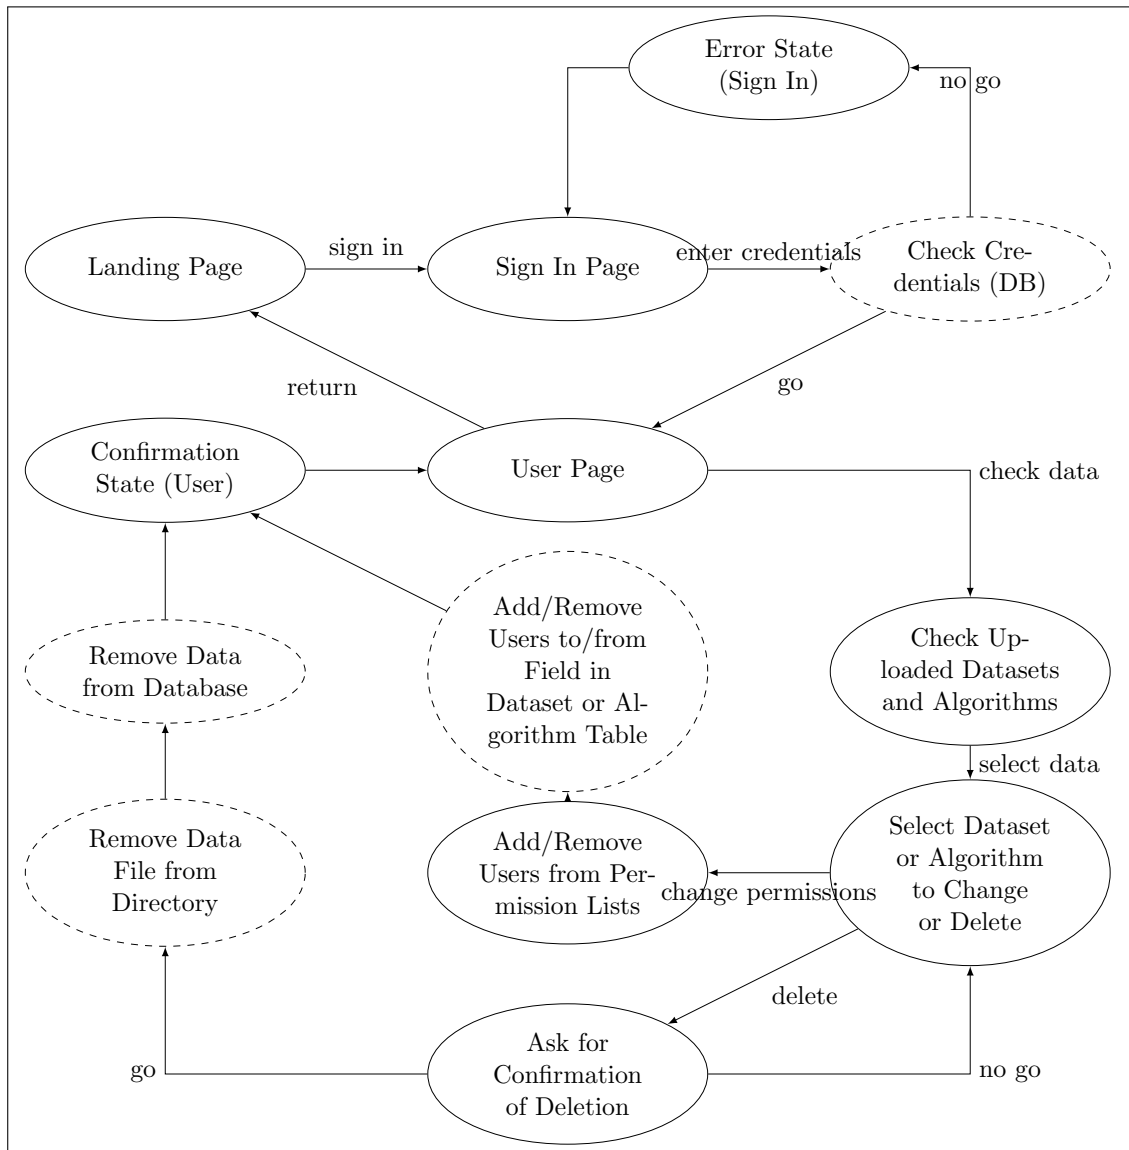 Error State
(Sign In)
no go
Landing Page
sign in
Sign In Page
enter credentials
Check Cre-
dentials (DB)
return
go
Confirmation
State (User)
User Page
check data
Add/Remove
Users to/from
Field in
Dataset or Al-
gorithm Table
Remove Data
from Database
Check Up-
loaded Datasets
and Algorithms
select data
Remove Data
File from
Directory
Add/Remove
Users from Per-
mission Lists
change permissions
Select Dataset
or Algorithm
to Change
or Delete
delete
go
Ask for
Confirmation
of Deletion
no go